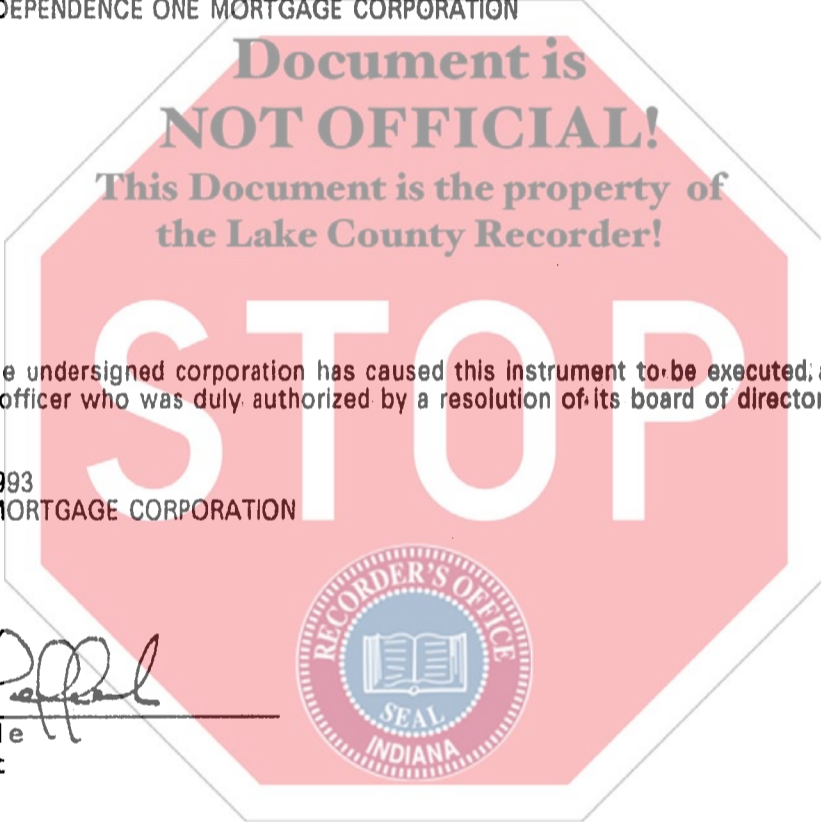 DEPENDENCE ONE MORTGAGE CORPORATION
Document is
NOT OFFICIAL!
This Document is the property of
the Lake County Recorder!
STOP
e undersigned corporation has caused this instrument to be executed,
officer who was duly authorized by a resolution of its board of director
993
MORTGAGE CORPORATION
RECORDER'S OFFICE
SEAL
INDIANA
le